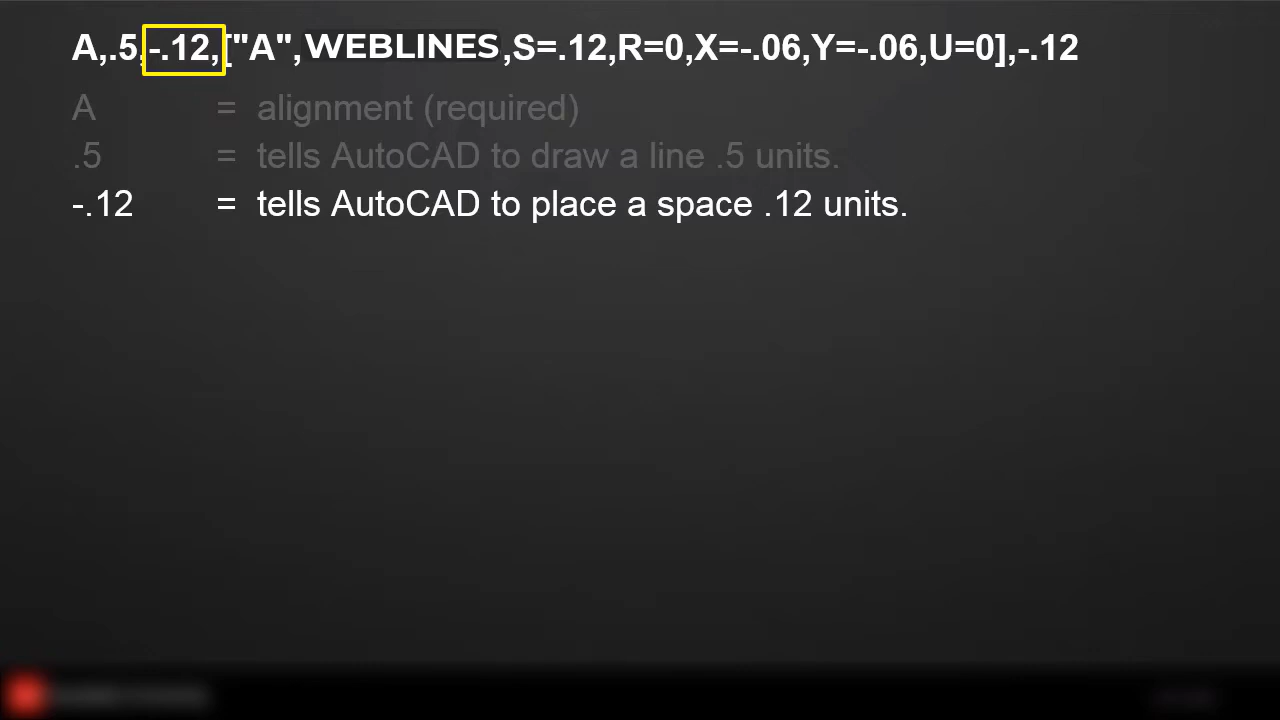 A,.5,-.12,["A",WEBLINES,S=.12,R=0,X=-.06,Y=-.06,U=0],-.12
A = alignment (required)
.5 = tells AutoCAD to draw a line .5 units.
-.12 = tells AutoCAD to place a space .12 units.